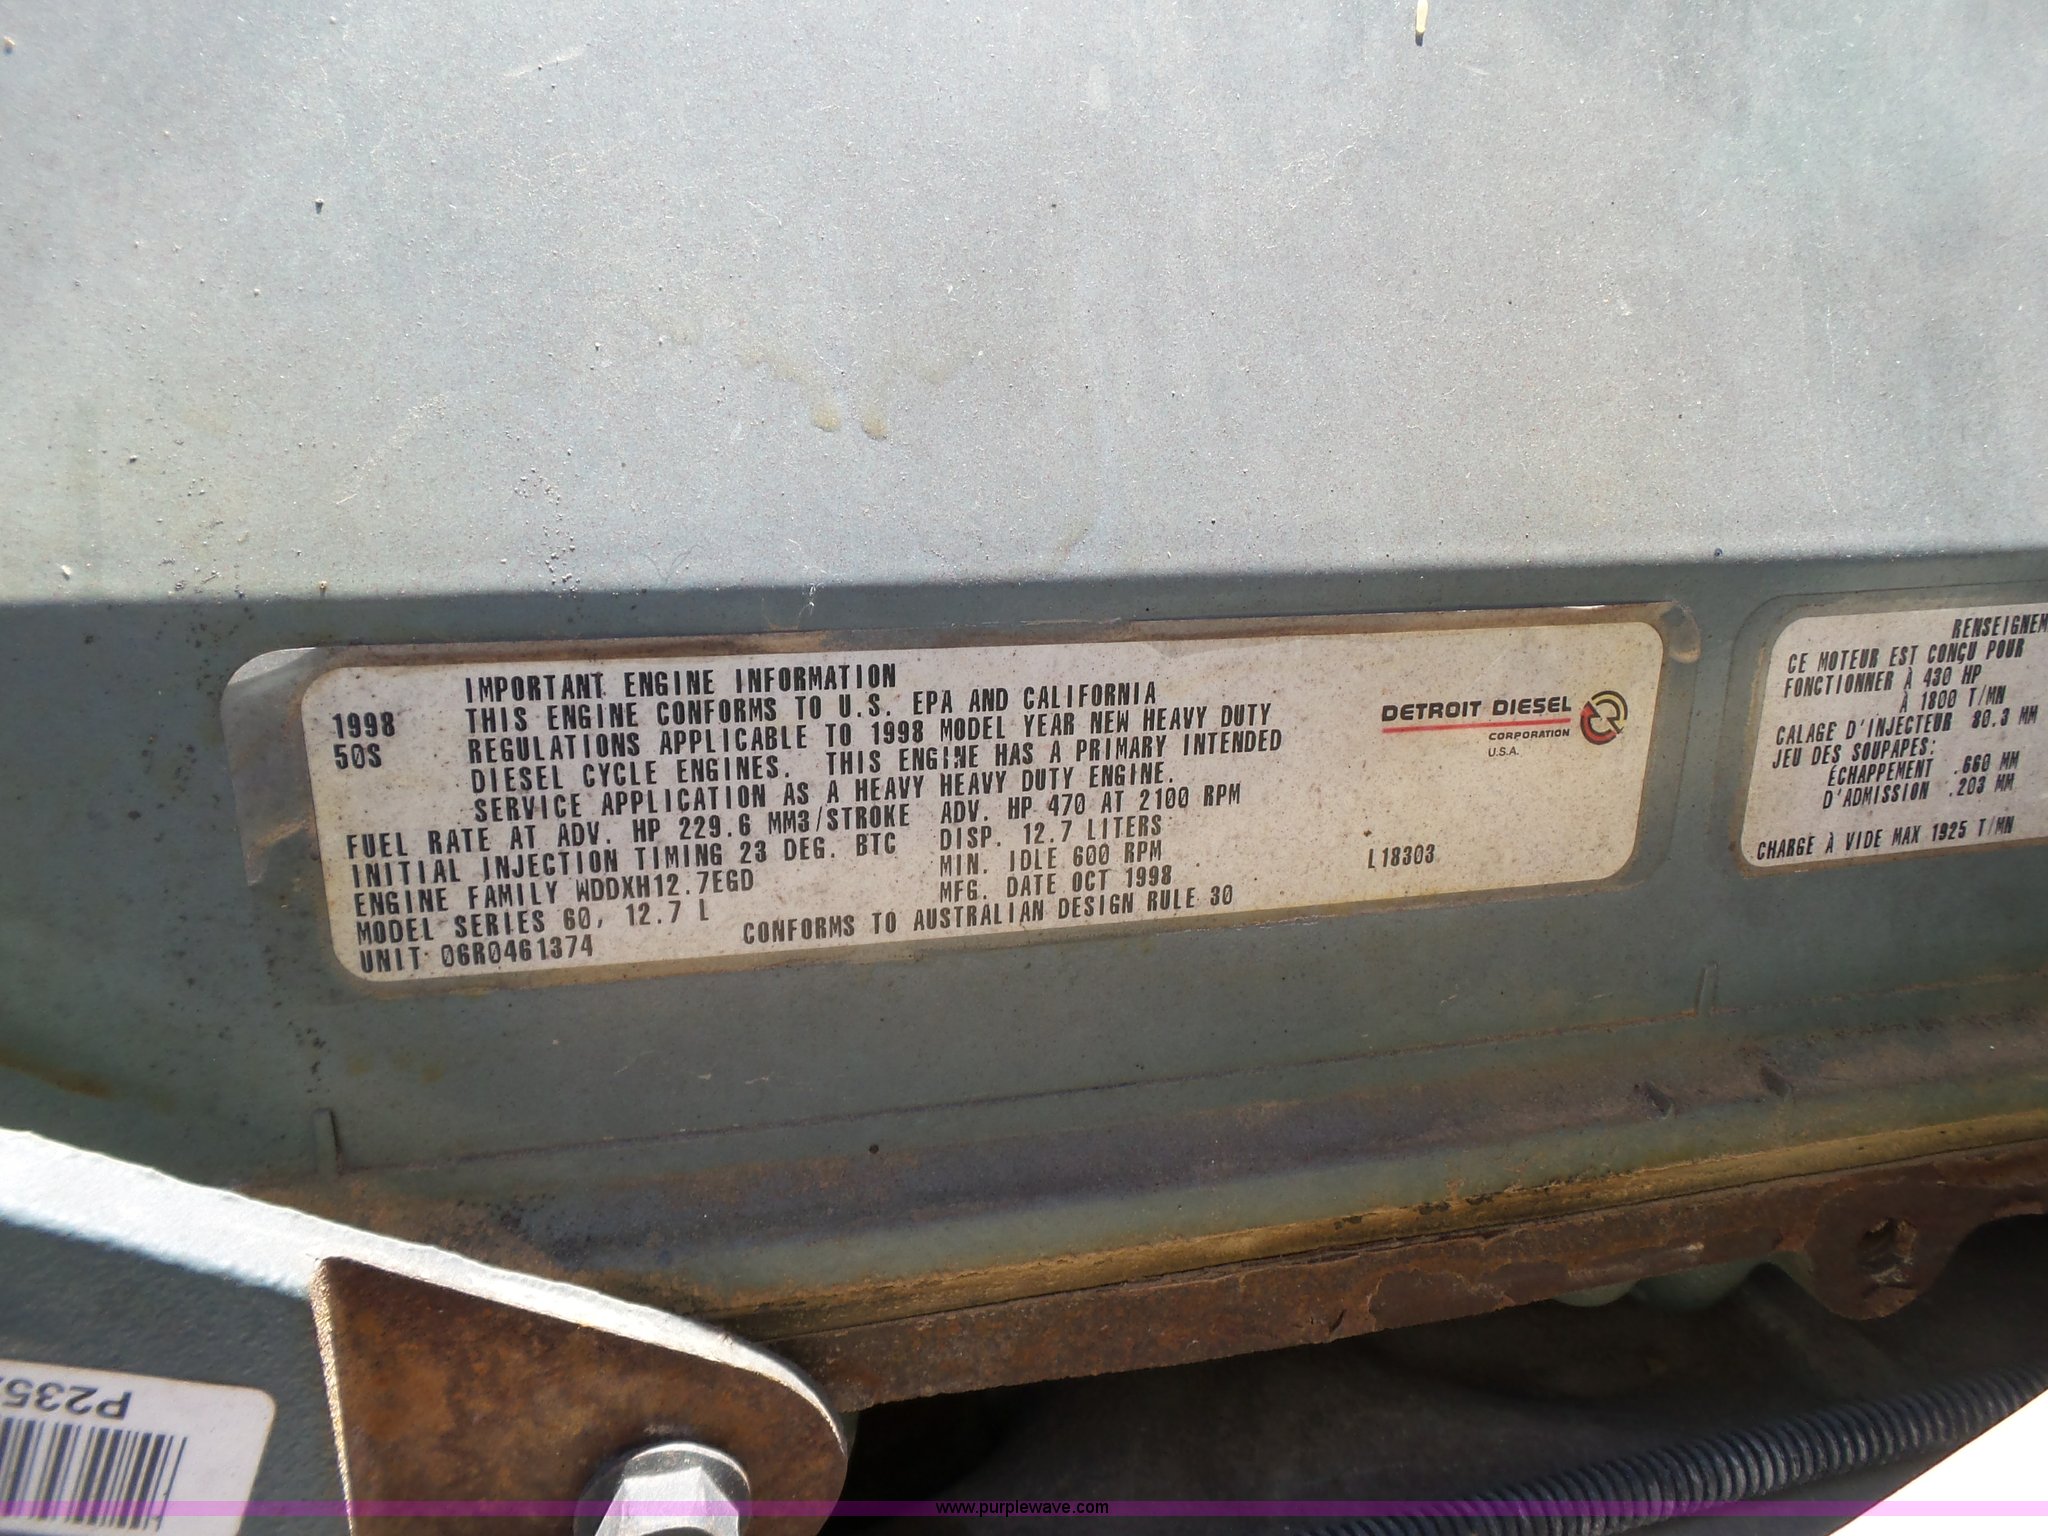 IMPORTANT ENGINE INFORMATION
1998 THIS ENGINE CONFORMS TO U.S. EPA AND CALIFORNIA
50S REGULATIONS APPLICABLE TO 1998 MODEL YEAR NEW HEAVY DUTY
DIESEL CYCLE ENGINES. THIS ENGINE HAS A PRIMARY INTENDED
SERVICE APPLICATION AS A HEAVY HEAVY DUTY ENGINE.
FUEL RATE AT ADV. HP 229.6 MM3/STROKE ADV. HP 470 AT 2100 RPM
INITIAL INJECTION TIMING 23 DEG. BTC DISP. 12.7 LITERS
ENGINE FAMILY WDDXH12.7EGD MIN. IDLE 600 RPM
MODEL SERIES 60, 12.7 L MFG. DATE OCT 1998
UNIT 06R0461374 CONFORMS TO AUSTRALIAN DESIGN RULE 30
DETROIT DIESEL
CORPORATION
U.S.A.
L18303
CE MOTEUR EST CONÇU POUR
FONCTIONNER À 430 HP
À 1800 T/MN
CALAGE D'INJECTEUR 80.3 MM
JEU DES SOUPAPES:
ÉCHAPPEMENT .660 MM
D'ADMISSION .203 MM
CHARGE À VIDE MAX 1925 T/MN
www.purplewave.com